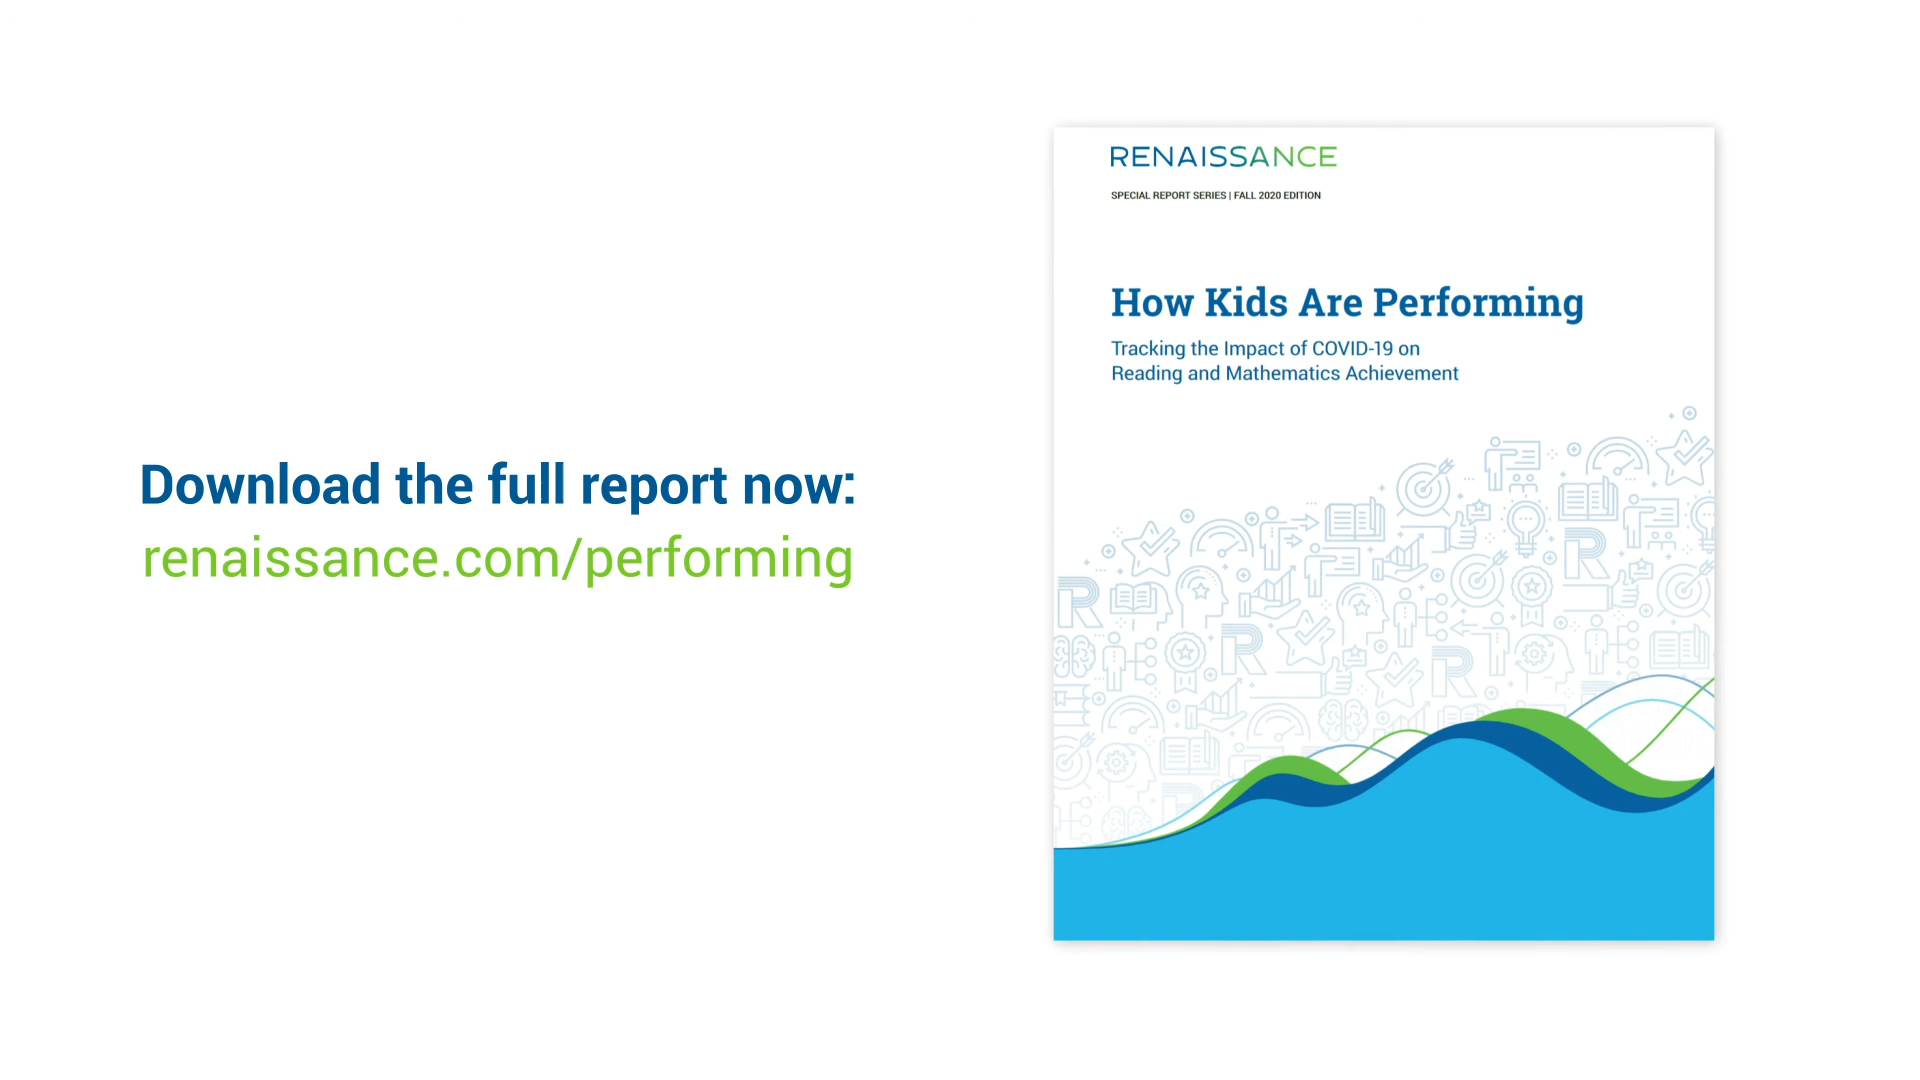 Download the full report now:
renaissance.com/performing
RENAISSANCE
SPECIAL REPORT SERIES | FALL 2020 EDITION
How Kids Are Performing
Tracking the Impact of COVID-19 on
Reading and Mathematics Achievement